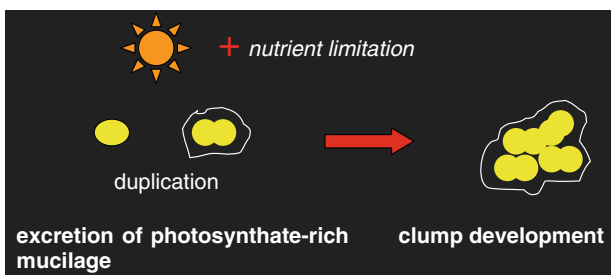 + nutrient limitation
duplication
excretion of photosynthate-rich
mucilage
clump development